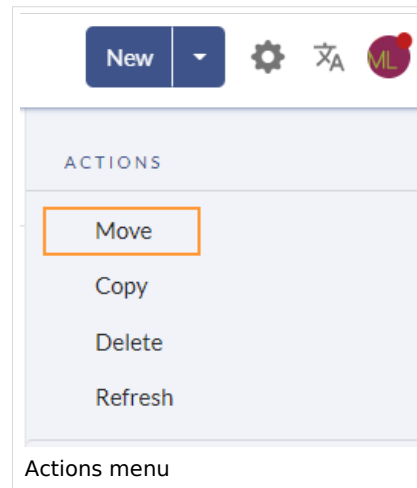 New
ML
ACTIONS
Move
Copy
Delete
Refresh
Actions menu